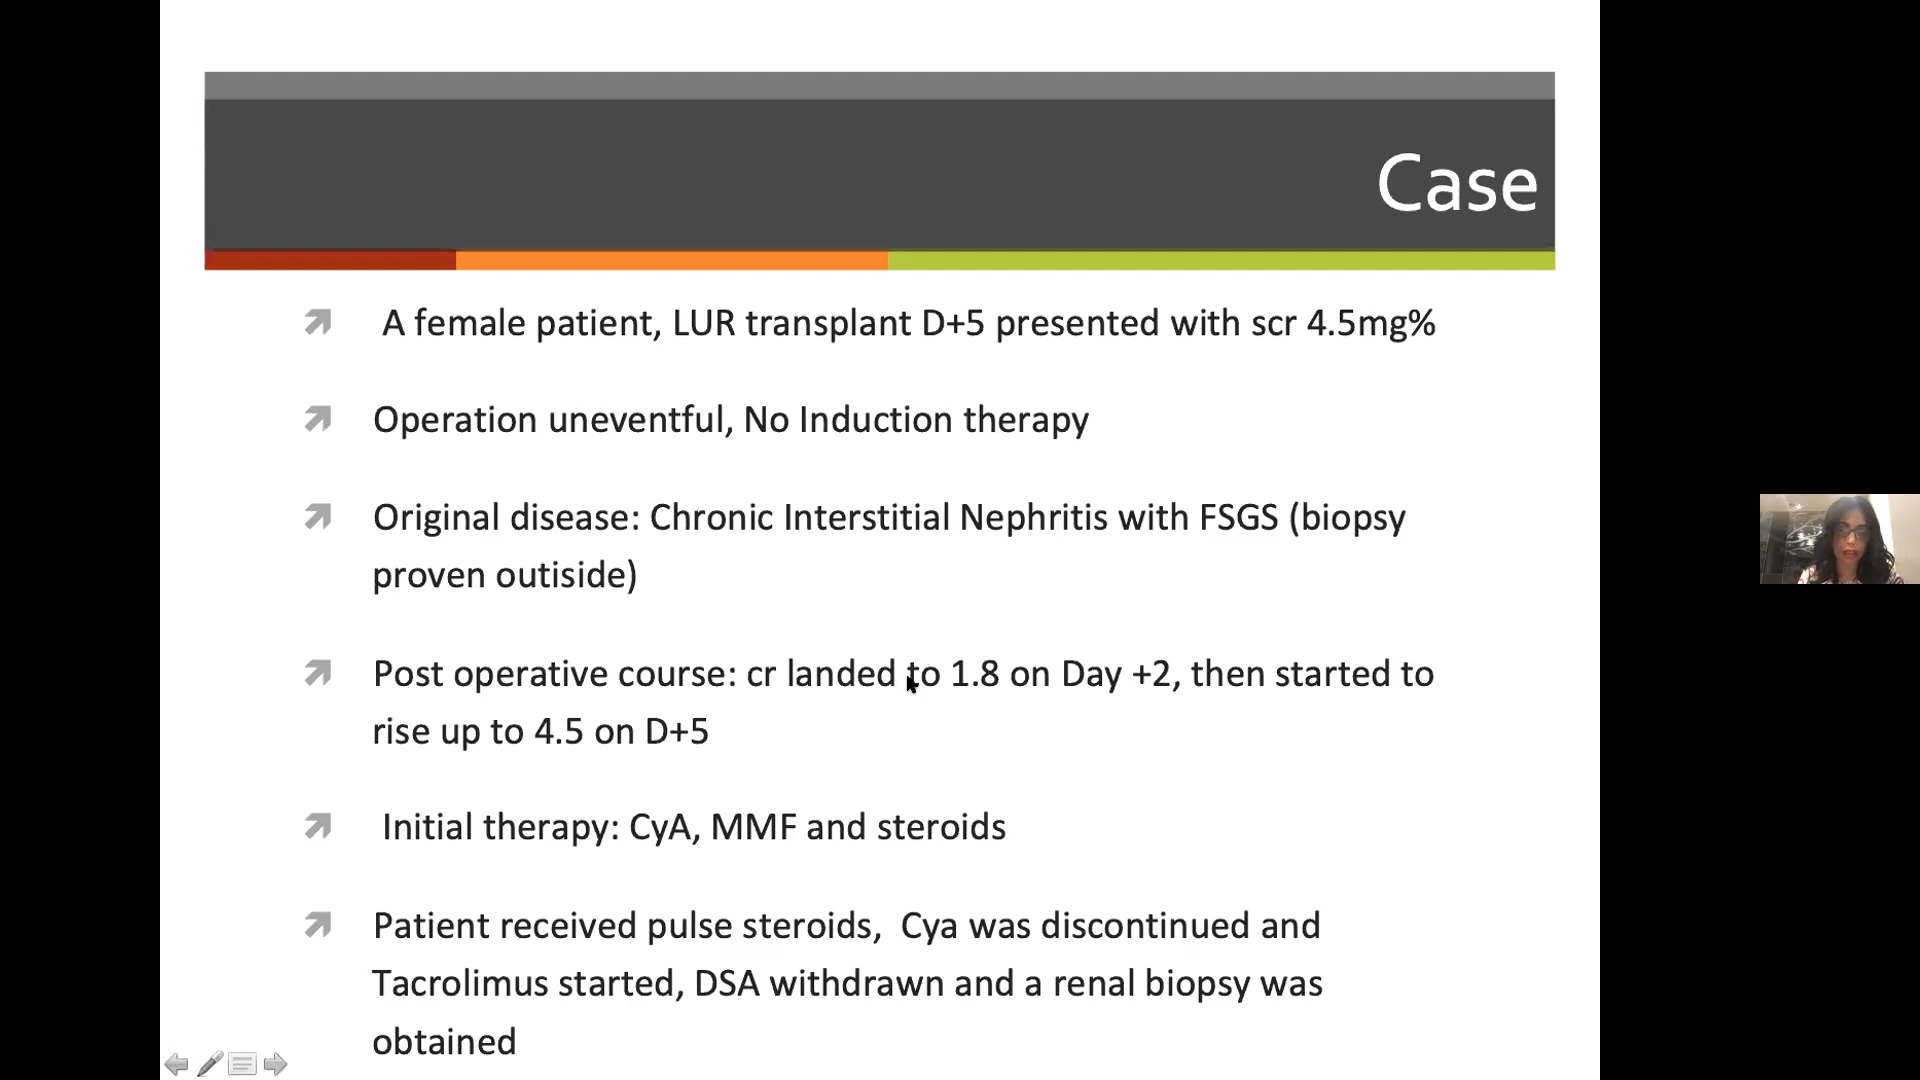 Case
A female patient, LUR transplant D+5 presented with scr 4.5mg%
Operation uneventful, No Induction therapy
Original disease: Chronic Interstitial Nephritis with FSGS (biopsy
proven outiside)
Post operative course: cr landed to 1.8 on Day +2, then started to
rise up to 4.5 on D+5
Initial therapy: CyA, MMF and steroids
Patient received pulse steroids, Cya was discontinued and
Tacrolimus started, DSA withdrawn and a renal biopsy was
obtained